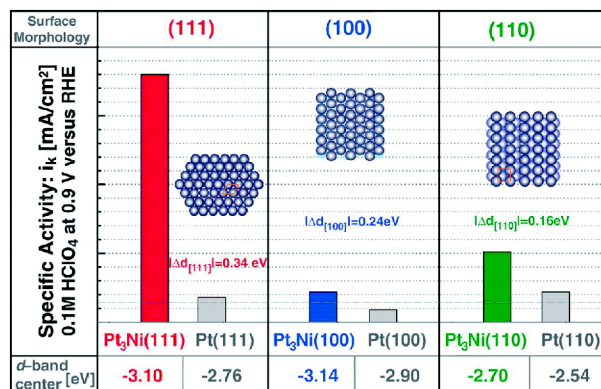 Surface Morphology
(111)
(100)
(110)
Specific Activity: iₖ [mA/cm²]
0.1M HClO₄ at 0.9 V versus RHE
|Δd[111]|=0.34 eV
|Δd[100]|=0.24eV
|Δd[110]|=0.16eV
Pt₃Ni(111)
Pt(111)
Pt₃Ni(100)
Pt(100)
Pt₃Ni(110)
Pt(110)
d-band center [eV]
-3.10
-2.76
-3.14
-2.90
-2.70
-2.54